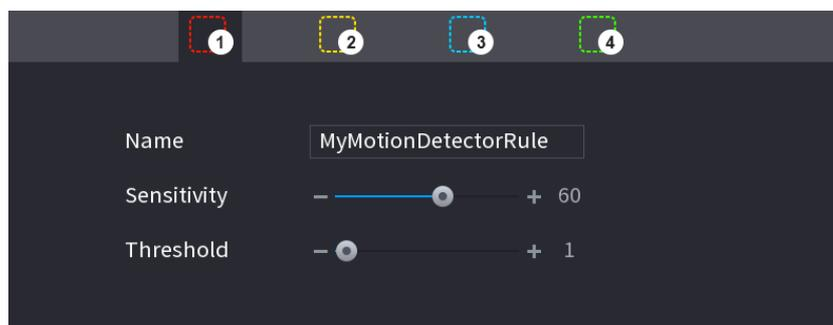 1 2 3 4
Name MyMotionDetectorRule
Sensitivity − + 60
Threshold − + 1